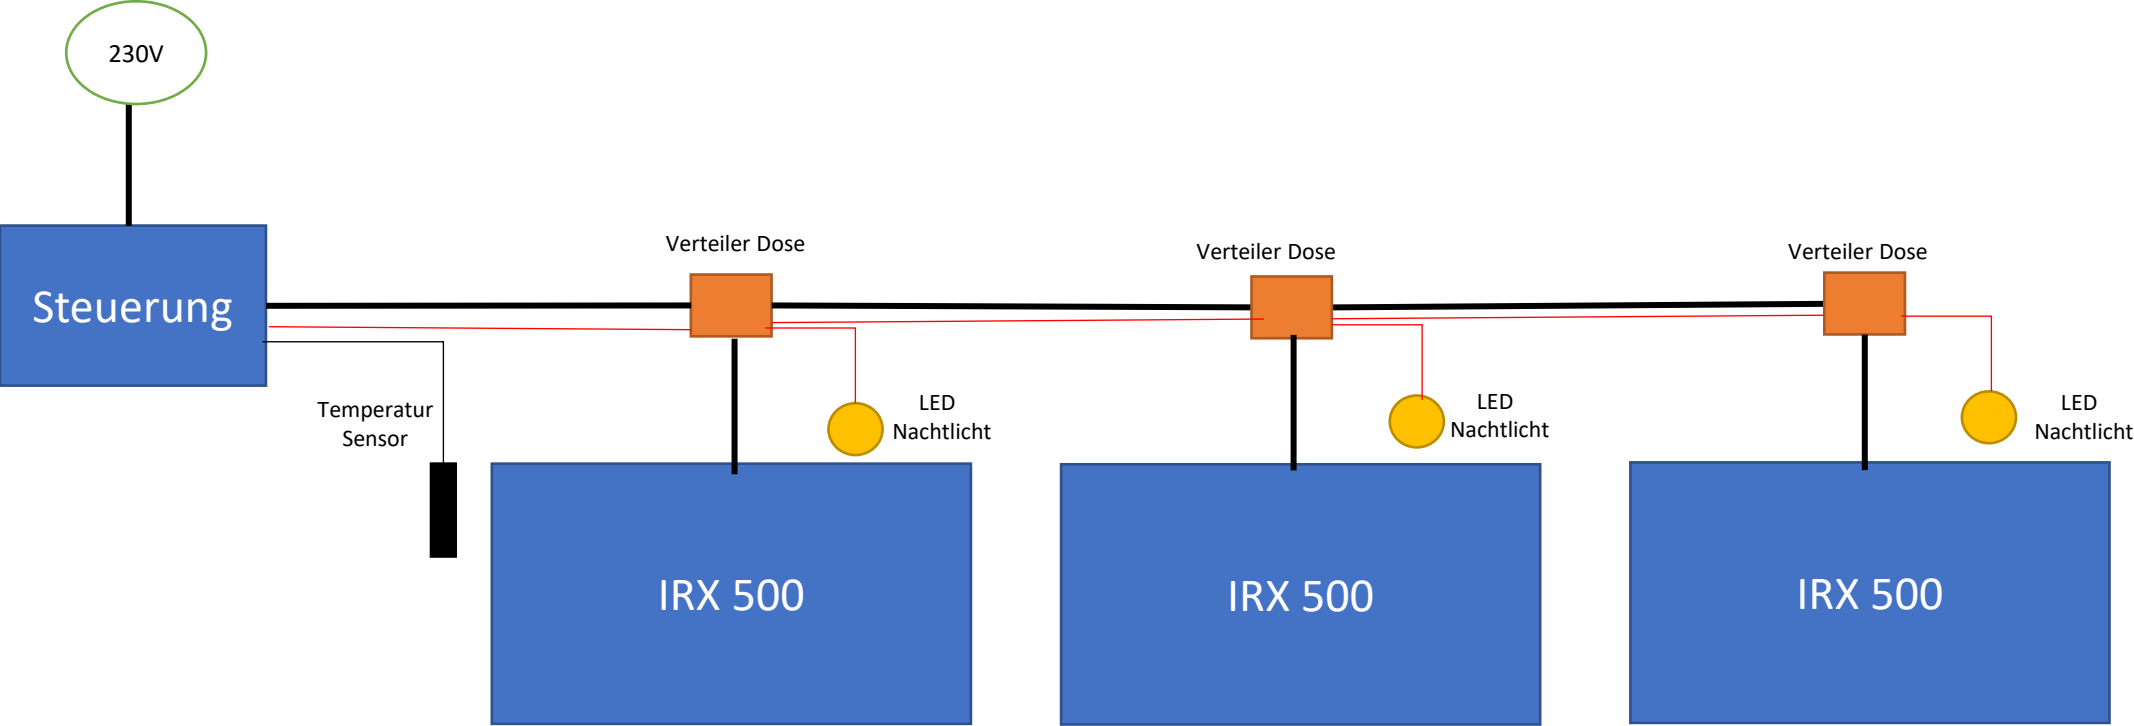 230V
Steuerung
Verteiler Dose
Verteiler Dose
Verteiler Dose
Temperatur
Sensor
LED
Nachtlicht
LED
Nachtlicht
LED
Nachtlicht
IRX 500
IRX 500
IRX 500